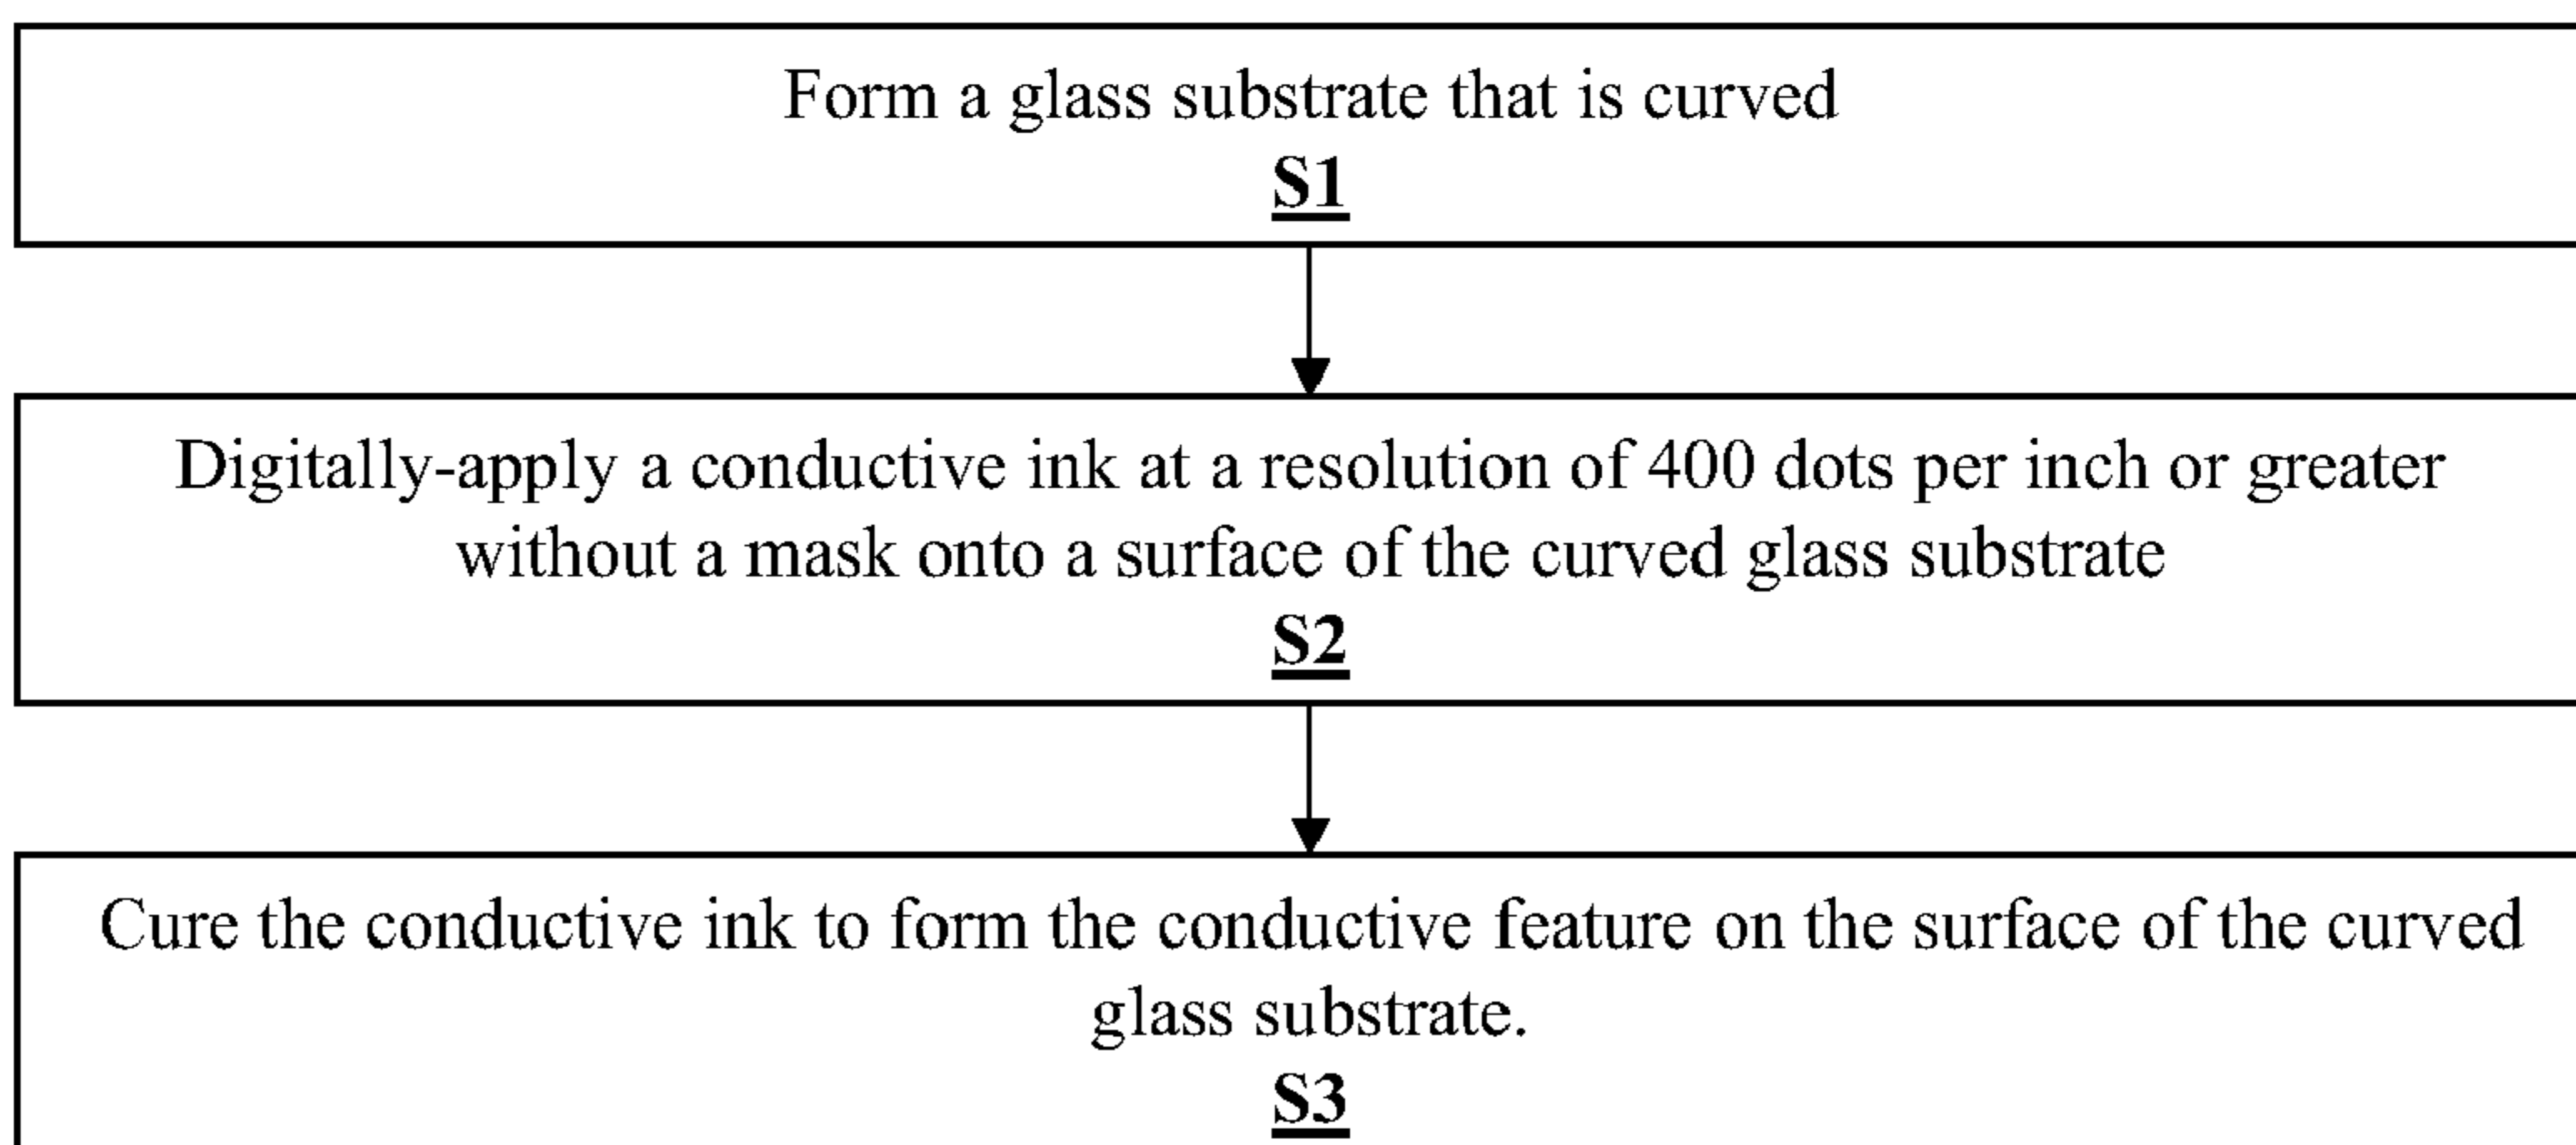 Form a glass substrate that is curved
S1
Digitally-apply a conductive ink at a resolution of 400 dots per inch or greater
without a mask onto a surface of the curved glass substrate
S2
Cure the conductive ink to form the conductive feature on the surface of the curved
glass substrate.
S3